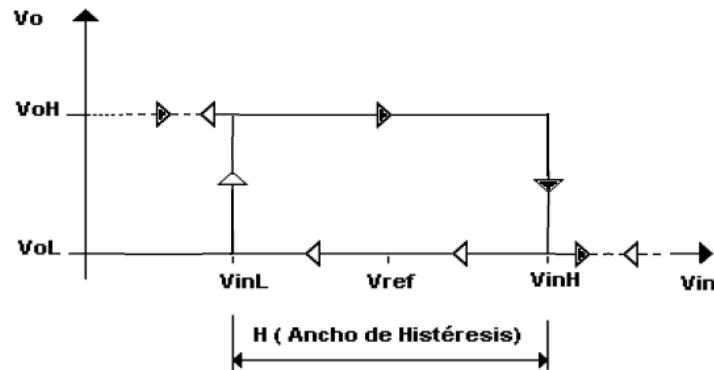 Vo
VoH
VoL
VinL Vref VinH Vin
H ( Ancho de Histéresis)